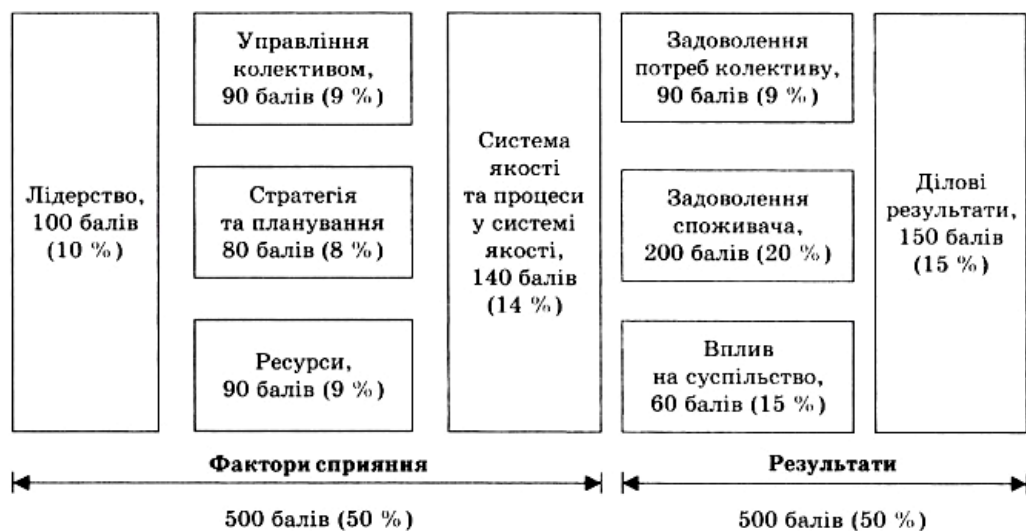 Лідерство,
100 балів
(10 %)
Управління
колективом,
90 балів (9 %)
Стратегія
та планування
80 балів (8 %)
Ресурси,
90 балів (9 %)
Система
якості
та процеси
у системі
якості,
140 балів
(14 %)
Задоволення
потреб колективу,
90 балів (9 %)
Задоволення
споживача,
200 балів (20 %)
Вплив
на суспільство,
60 балів (15 %)
Ділові
результати,
150 балів
(15 %)
Фактори сприяння
500 балів (50 %)
Результати
500 балів (50 %)